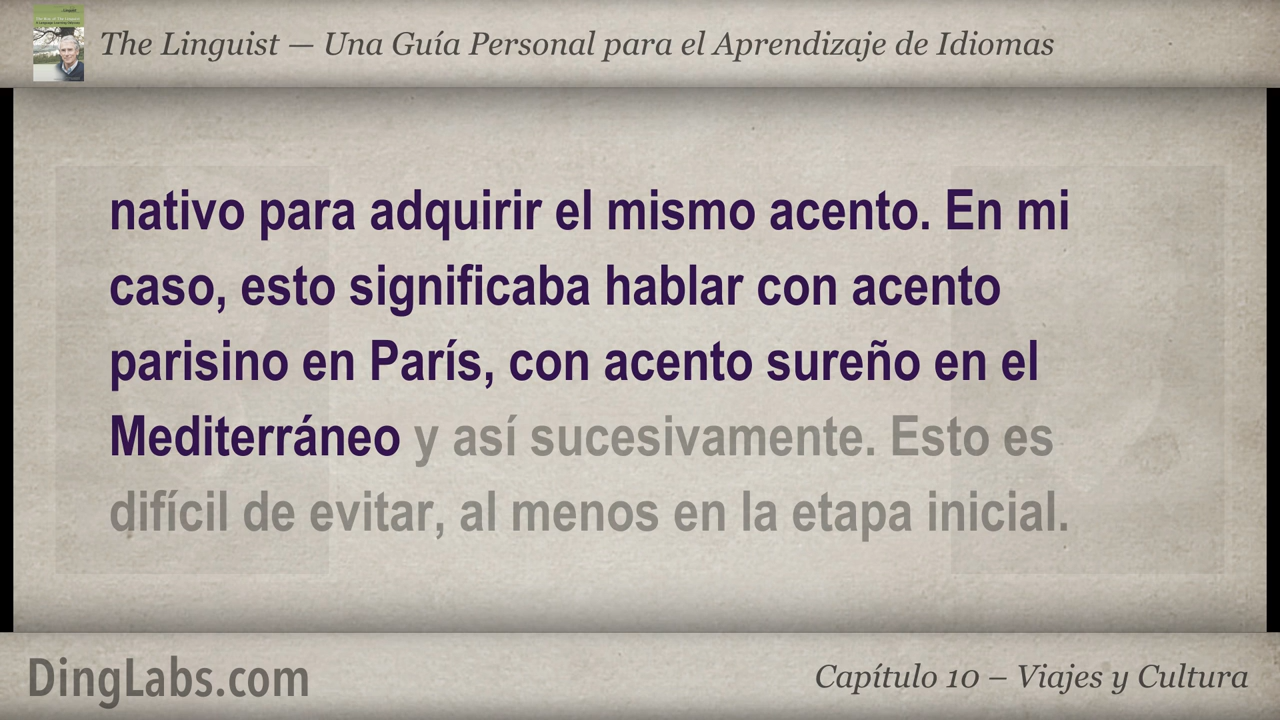 The Linguist — Una Guía Personal para el Aprendizaje de Idiomas
nativo para adquirir el mismo acento. En mi
caso, esto significaba hablar con acento
parisino en París, con acento sureño en el
Mediterráneo y así sucesivamente. Esto es
difícil de evitar, al menos en la etapa inicial.
DingLabs.com
Capítulo 10 – Viajes y Cultura